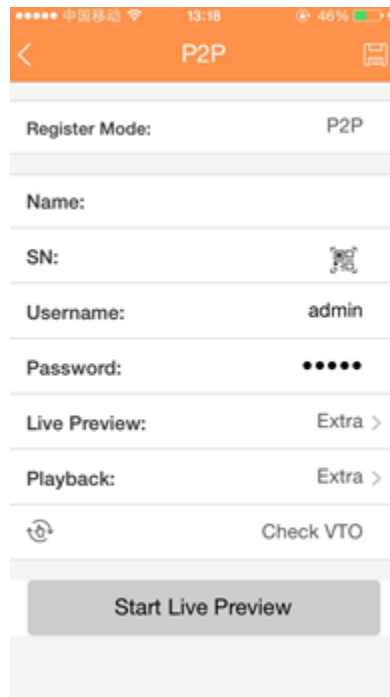 ●●●●● 中国移动 13:18 46%
P2P
Register Mode: P2P
Name:
SN:
Username: admin
Password: ●●●●●
Live Preview: Extra >
Playback: Extra >
Check VTO
Start Live Preview